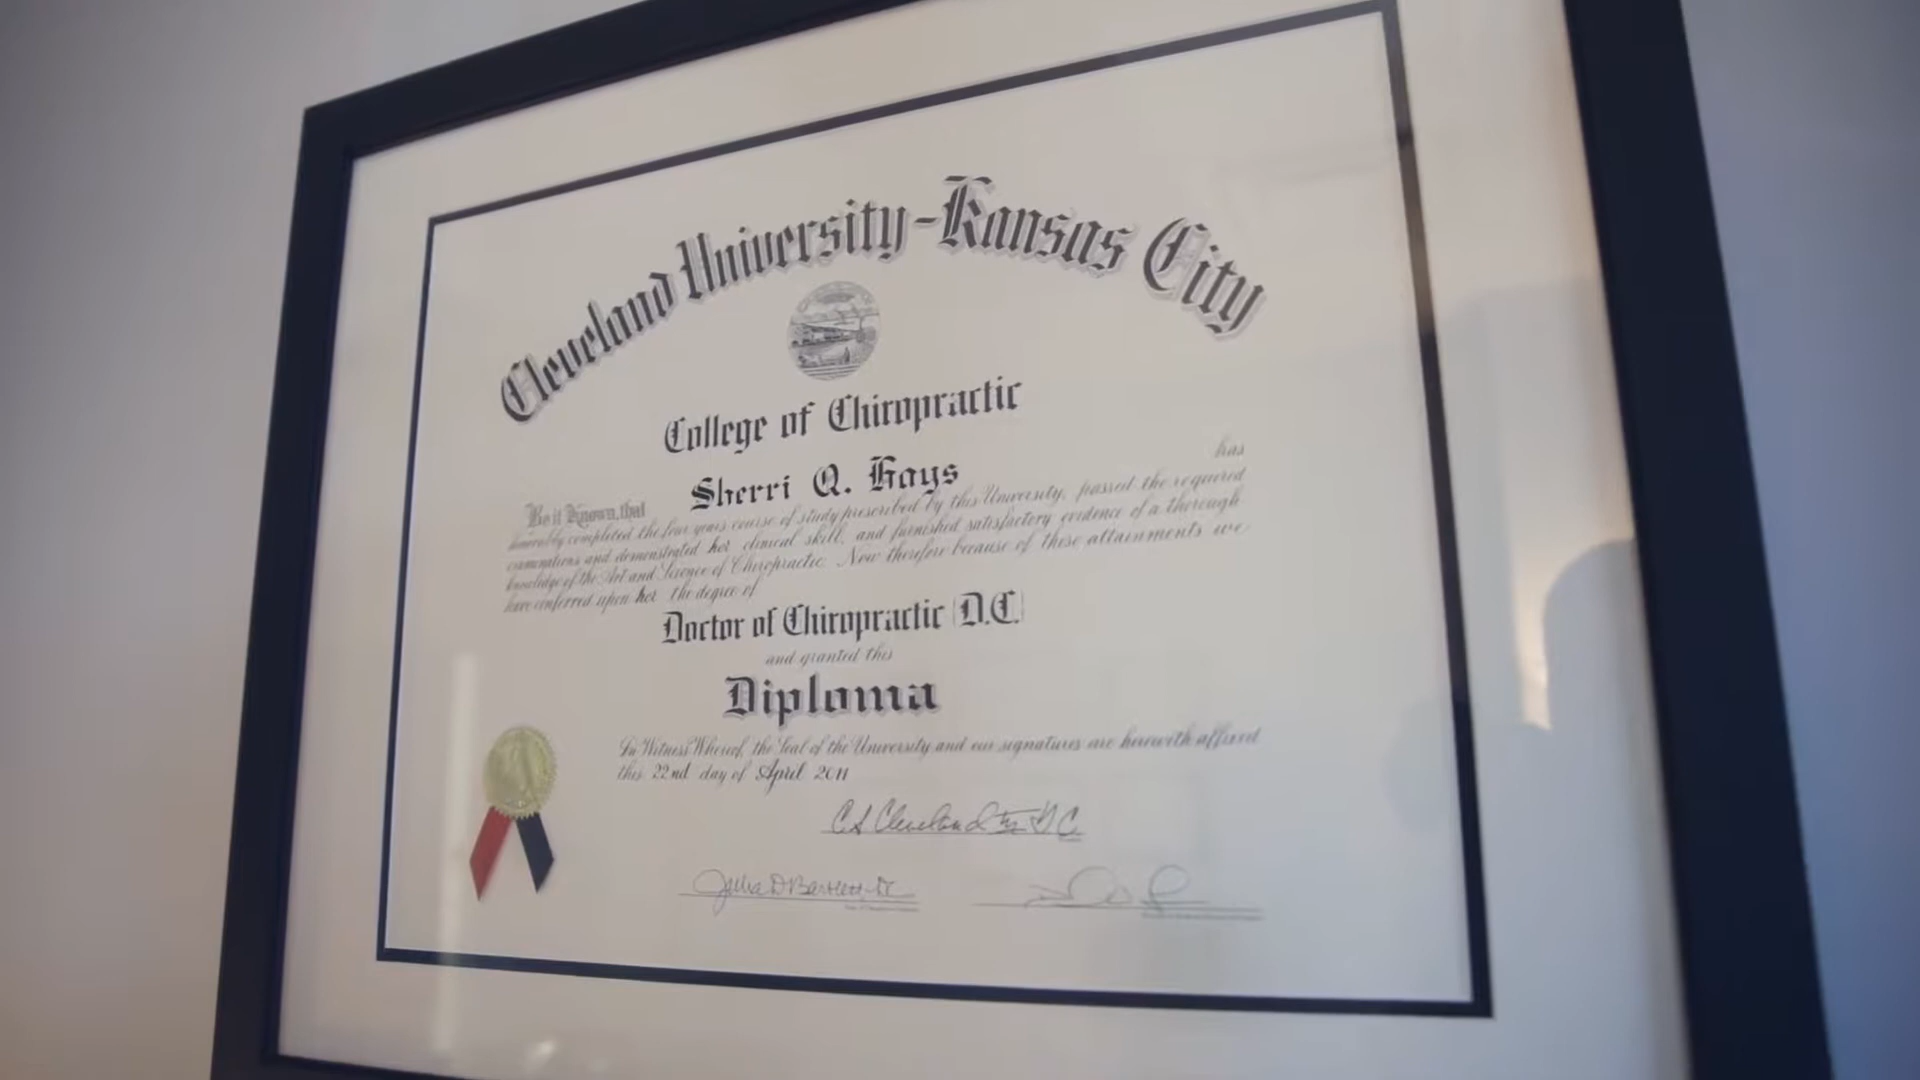 Cleveland University-Kansas City
College of Chiropractic
Be it Known, that Sherri Q. Hays has
honorably completed the four years course of study prescribed by this University, passed the required
examinations and demonstrated her clinical skill, and furnished satisfactory evidence of a thorough
knowledge of the Art and Science of Chiropractic. Now therefore because of these attainments we
have conferred upon her the degree of
Doctor of Chiropractic (D.C.)
and granted this
Diploma
In Witness Whereof, the Seal of the University and our signatures are herewith affixed
this 22nd day of April 2011